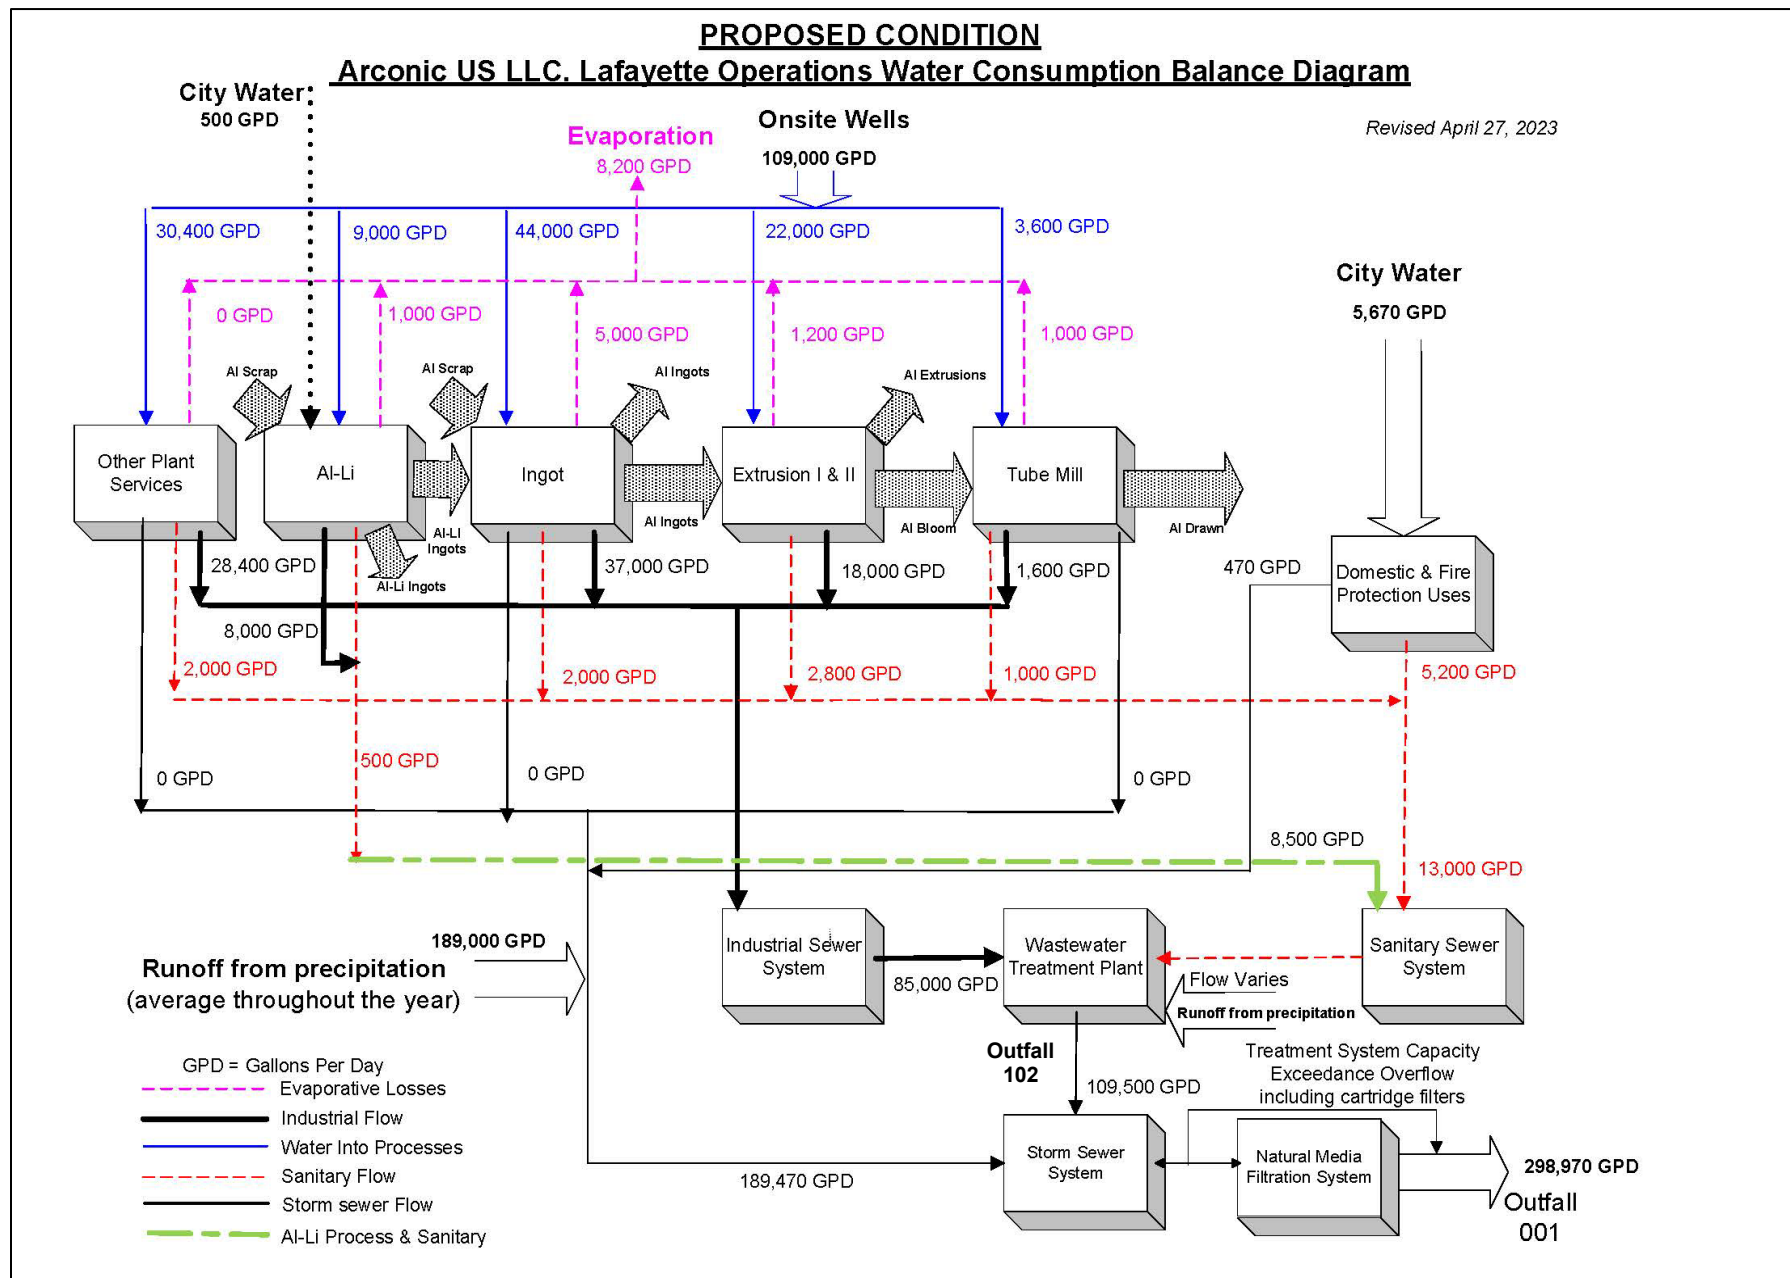 PROPOSED CONDITION
Arconic US LLC. Lafayette Operations Water Consumption Balance Diagram
City Water
500 GPD
Onsite Wells
109,000 GPD
Revised April 27, 2023
Evaporation
8,200 GPD
30,400 GPD
9,000 GPD
44,000 GPD
22,000 GPD
3,600 GPD
City Water
5,670 GPD
0 GPD
1,000 GPD
5,000 GPD
1,200 GPD
1,000 GPD
Al Scrap
Al Scrap
Al Ingots
Al Extrusions
Other Plant
Services
Al-Li
Ingot
Extrusion I & II
Tube Mill
Al-LI
Ingots
Al Ingots
Al Bloom
Al Drawn
Al-Li Ingots
28,400 GPD
37,000 GPD
18,000 GPD
1,600 GPD
470 GPD
Domestic & Fire
Protection Uses
8,000 GPD
2,000 GPD
2,000 GPD
2,800 GPD
1,000 GPD
5,200 GPD
500 GPD
0 GPD
0 GPD
0 GPD
8,500 GPD
13,000 GPD
189,000 GPD
Runoff from precipitation
(average throughout the year)
Industrial Sewer
System
85,000 GPD
Wastewater
Treatment Plant
Sanitary Sewer
System
Flow Varies
Runoff from precipitation
Outfall
102
109,500 GPD
Treatment System Capacity
Exceedance Overflow
including cartridge filters
GPD = Gallons Per Day
Evaporative Losses
Industrial Flow
Water Into Processes
Sanitary Flow
Storm sewer Flow
Al-Li Process & Sanitary
189,470 GPD
Storm Sewer
System
Natural Media
Filtration System
298,970 GPD
Outfall
001